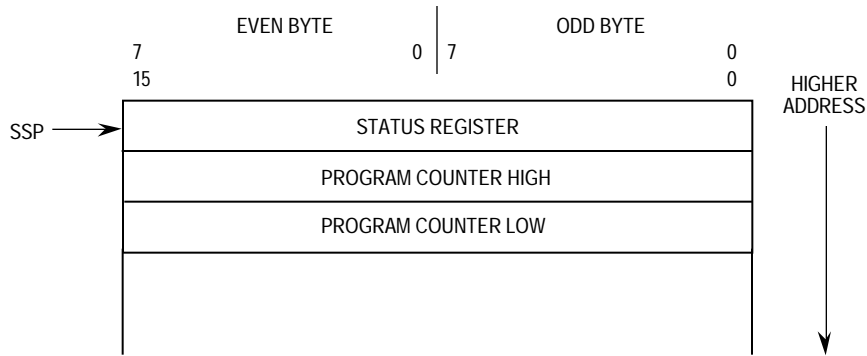 EVEN BYTE ODD BYTE
7 0 7 0
15 0
HIGHER
ADDRESS
SSP STATUS REGISTER
PROGRAM COUNTER HIGH
PROGRAM COUNTER LOW